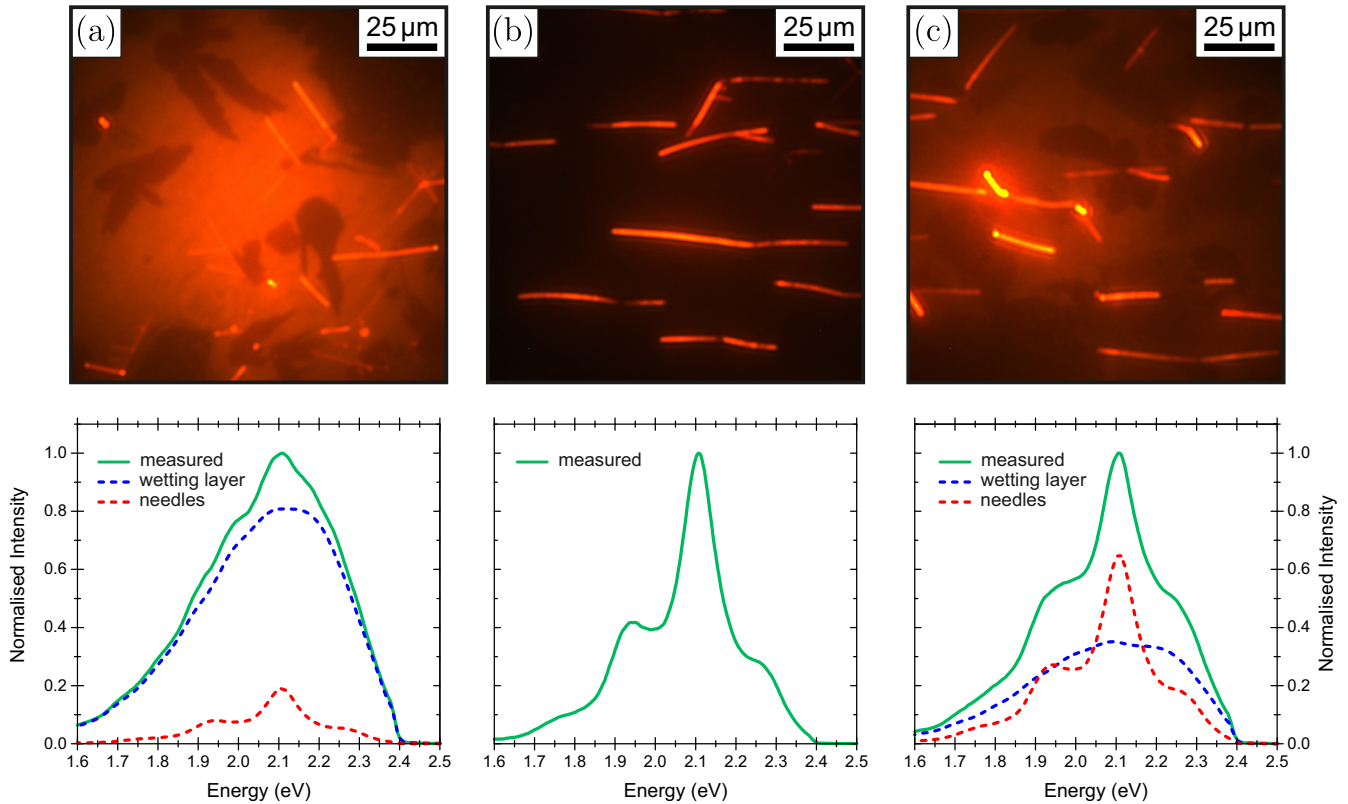 (a)
25 µm
(b)
25 µm
(c)
25 µm
Normalised Intensity
1.0
0.8
0.6
0.4
0.2
0.0
measured
wetting layer
needles
1.6 1.7 1.8 1.9 2.0 2.1 2.2 2.3 2.4 2.5
Energy (eV)
measured
1.6 1.7 1.8 1.9 2.0 2.1 2.2 2.3 2.4 2.5
Energy (eV)
measured
wetting layer
needles
1.0
0.8
0.6
0.4
0.2
0.0
Normalised Intensity
1.6 1.7 1.8 1.9 2.0 2.1 2.2 2.3 2.4 2.5
Energy (eV)